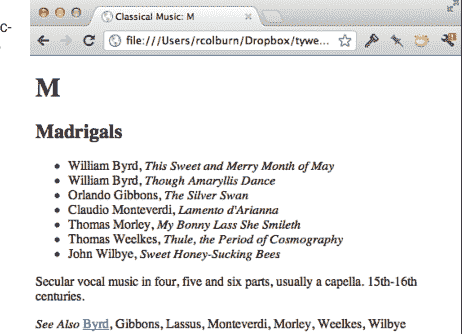 c-
Classical Music: M
file:///Users/rcolburn/Dropbox/tywe...
M
Madrigals
William Byrd, This Sweet and Merry Month of May
William Byrd, Though Amaryllis Dance
Orlando Gibbons, The Silver Swan
Claudio Monteverdi, Lamento d'Arianna
Thomas Morley, My Bonny Lass She Smileth
Thomas Weelkes, Thule, the Period of Cosmography
John Wilbye, Sweet Honey-Sucking Bees
Secular vocal music in four, five and six parts, usually a capella. 15th-16th
centuries.
See Also Byrd, Gibbons, Lassus, Monteverdi, Morley, Weelkes, Wilbye